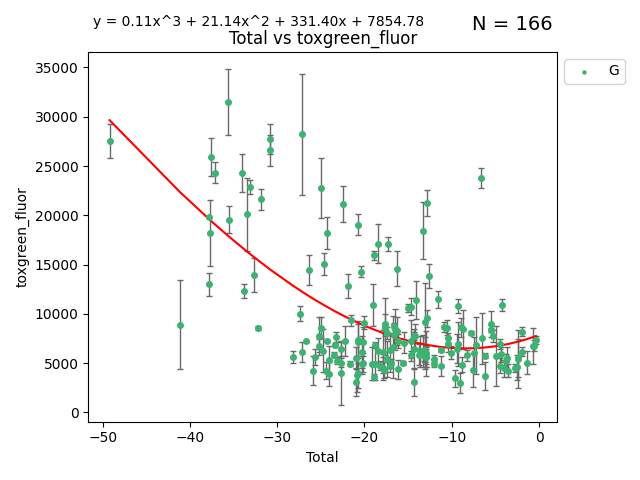 y = 0.11x^3 + 21.14x^2 + 331.40x + 7854.78
N = 166
Total vs toxgreen_fluor
G
35000
30000
25000
20000
15000
10000
5000
0
toxgreen_fluor
−50 −40 −30 −20 −10 0
Total